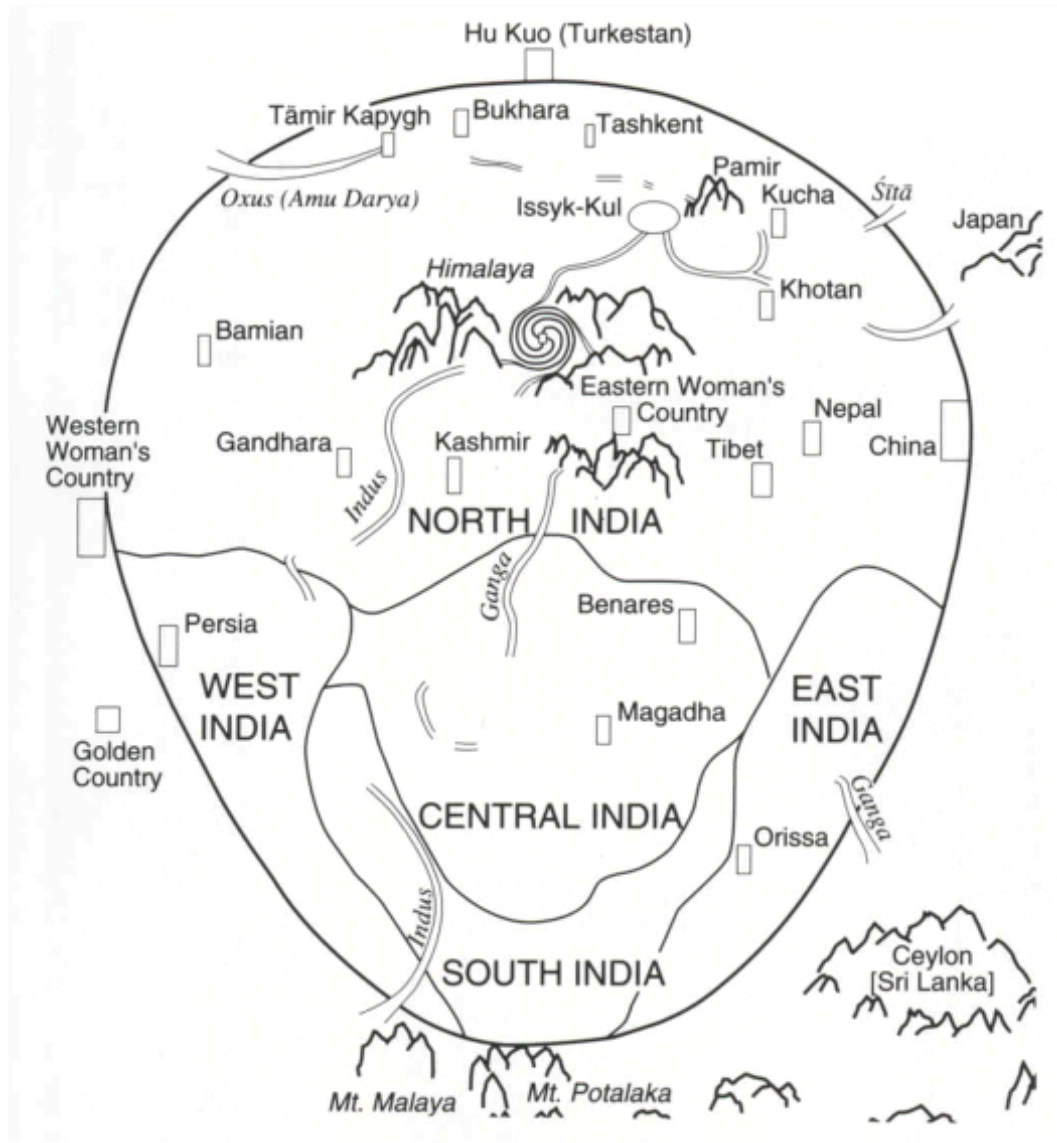 Hu Kuo (Turkestan)
Tāmir Kapygh
Bukhara
Tashkent
Oxus (Amu Darya)
Pamir
Issyk-Kul
Kucha
Śītā
Japan
Himalaya
Khotan
Bamian
Eastern Woman's
Country
Western
Woman's
Country
Gandhara
Kashmir
Tibet
Nepal
China
Indus
NORTH INDIA
Ganga
Benares
Persia
WEST
INDIA
EAST
INDIA
Magadha
Golden
Country
CENTRAL INDIA
Ganga
Orissa
Indus
SOUTH INDIA
Ceylon
[Sri Lanka]
Mt. Malaya
Mt. Potalaka